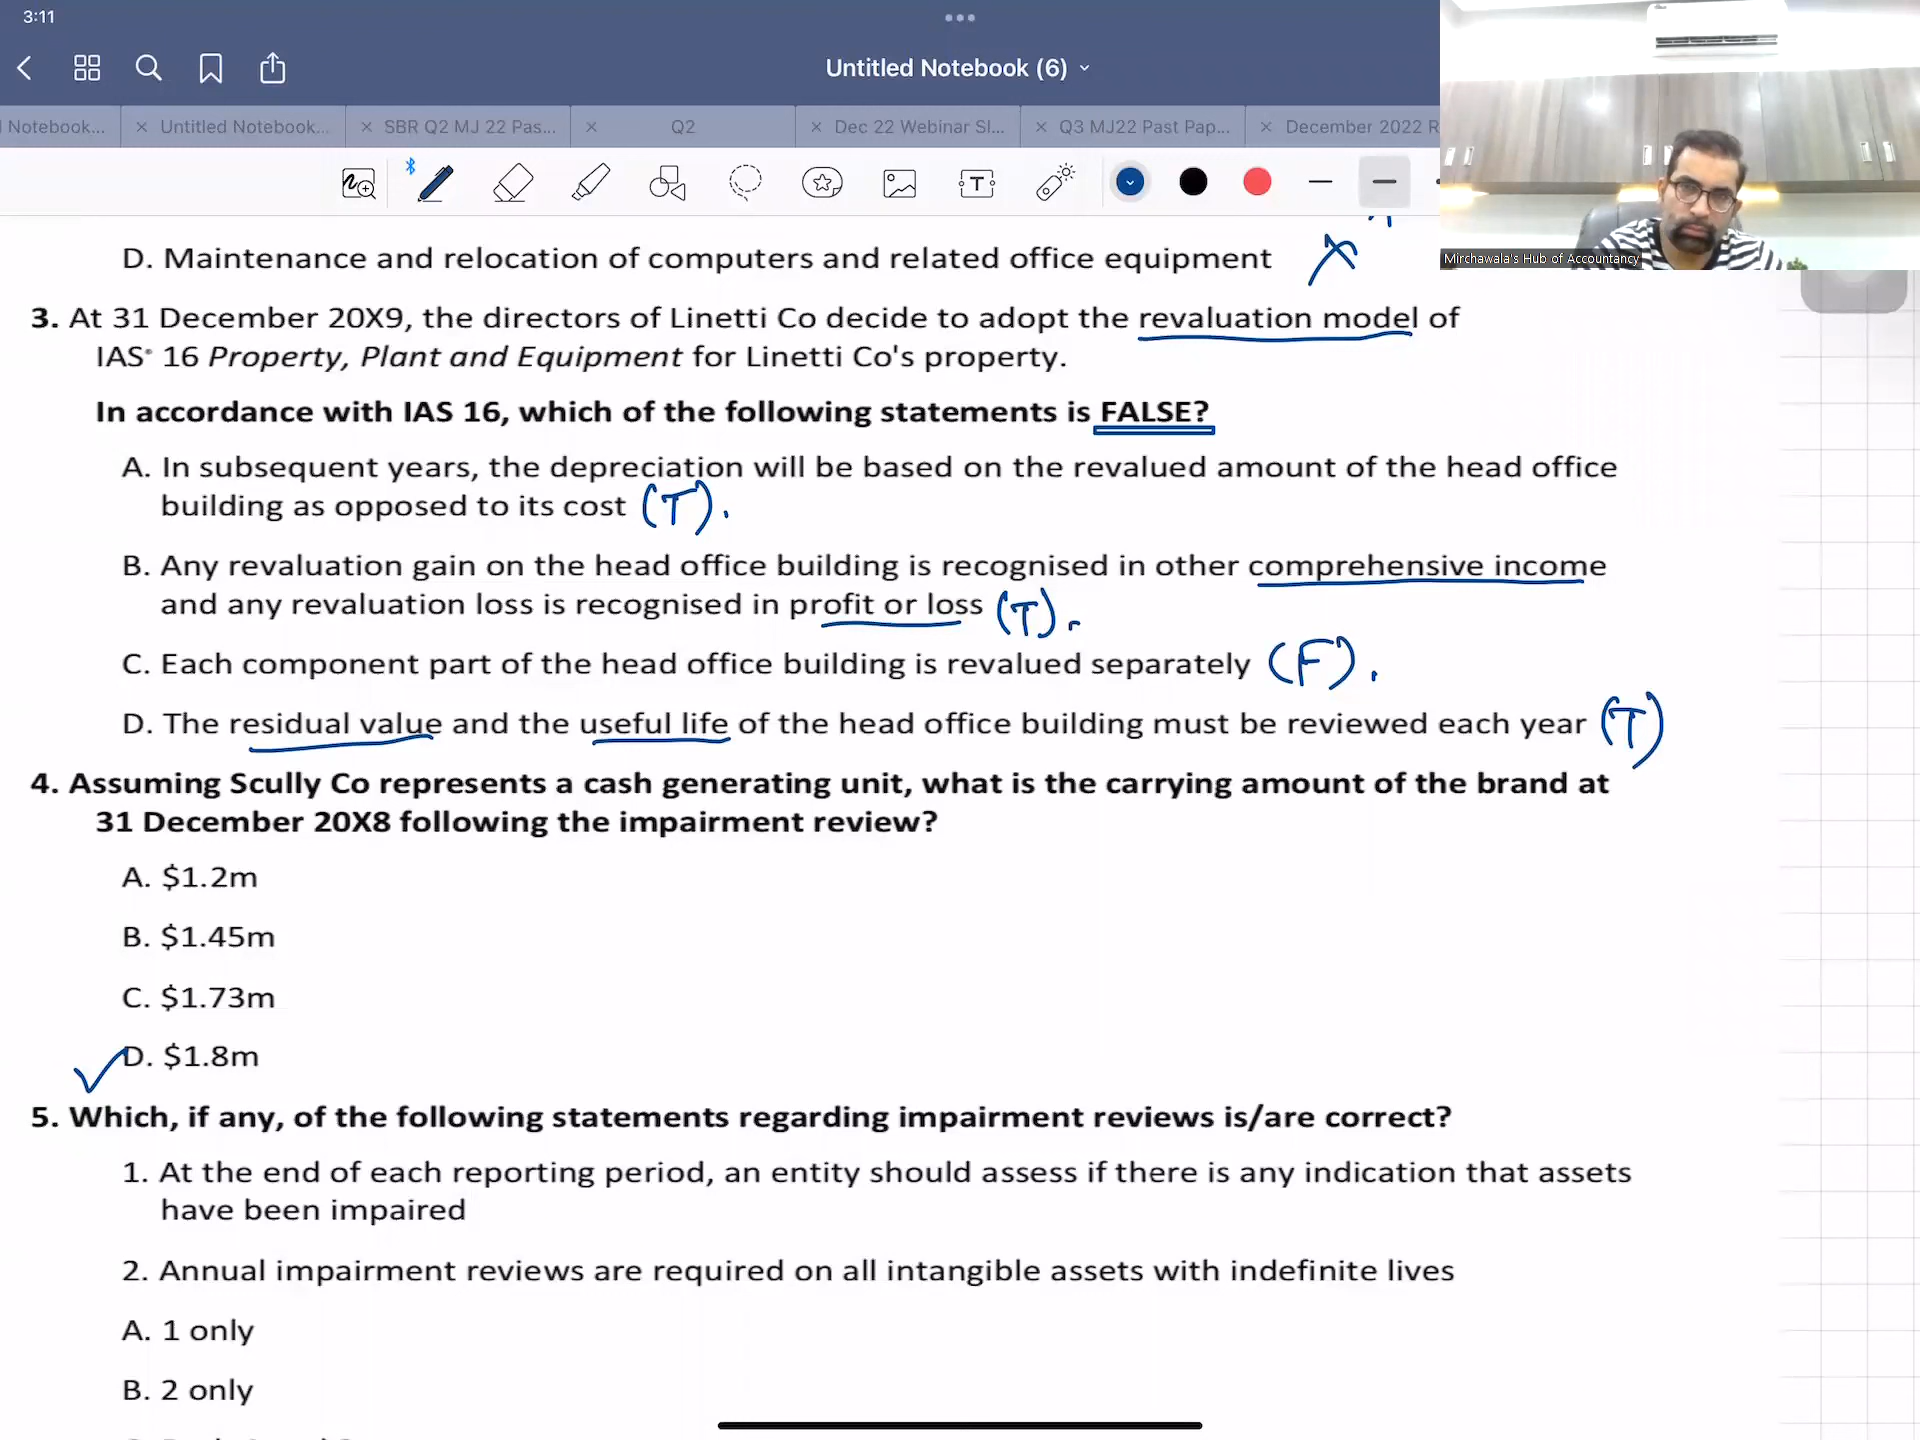 3:11
Untitled Notebook (6)
l Notebook...
Untitled Notebook...
SBR Q2 MJ 22 Pas...
Q2
Dec 22 Webinar Sl...
Q3 MJ22 Past Pap...
December 2022 R
Mirchawala's Hub of Accountancy
D. Maintenance and relocation of computers and related office equipment
3. At 31 December 20X9, the directors of Linetti Co decide to adopt the revaluation model of
IAS® 16 Property, Plant and Equipment for Linetti Co's property.
In accordance with IAS 16, which of the following statements is FALSE?
A. In subsequent years, the depreciation will be based on the revalued amount of the head office
building as opposed to its cost (T).
B. Any revaluation gain on the head office building is recognised in other comprehensive income
and any revaluation loss is recognised in profit or loss (T).
C. Each component part of the head office building is revalued separately (F).
D. The residual value and the useful life of the head office building must be reviewed each year (T)
4. Assuming Scully Co represents a cash generating unit, what is the carrying amount of the brand at
31 December 20X8 following the impairment review?
A. $1.2m
B. $1.45m
C. $1.73m
D. $1.8m
5. Which, if any, of the following statements regarding impairment reviews is/are correct?
1. At the end of each reporting period, an entity should assess if there is any indication that assets
have been impaired
2. Annual impairment reviews are required on all intangible assets with indefinite lives
A. 1 only
B. 2 only